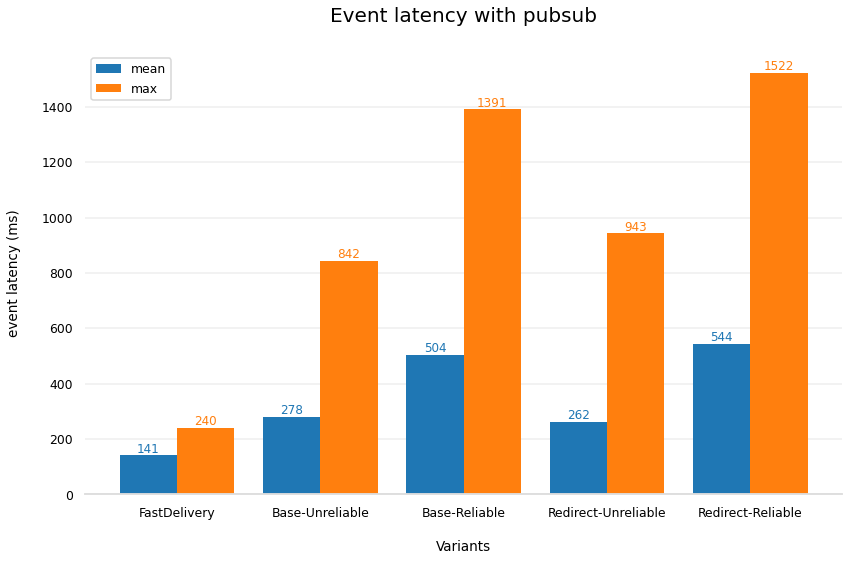 Event latency with pubsub
mean
max
event latency (ms)
1400
1200
1000
800
600
400
200
0
141
240
278
842
504
1391
262
943
544
1522
FastDelivery
Base-Unreliable
Base-Reliable
Redirect-Unreliable
Redirect-Reliable
Variants